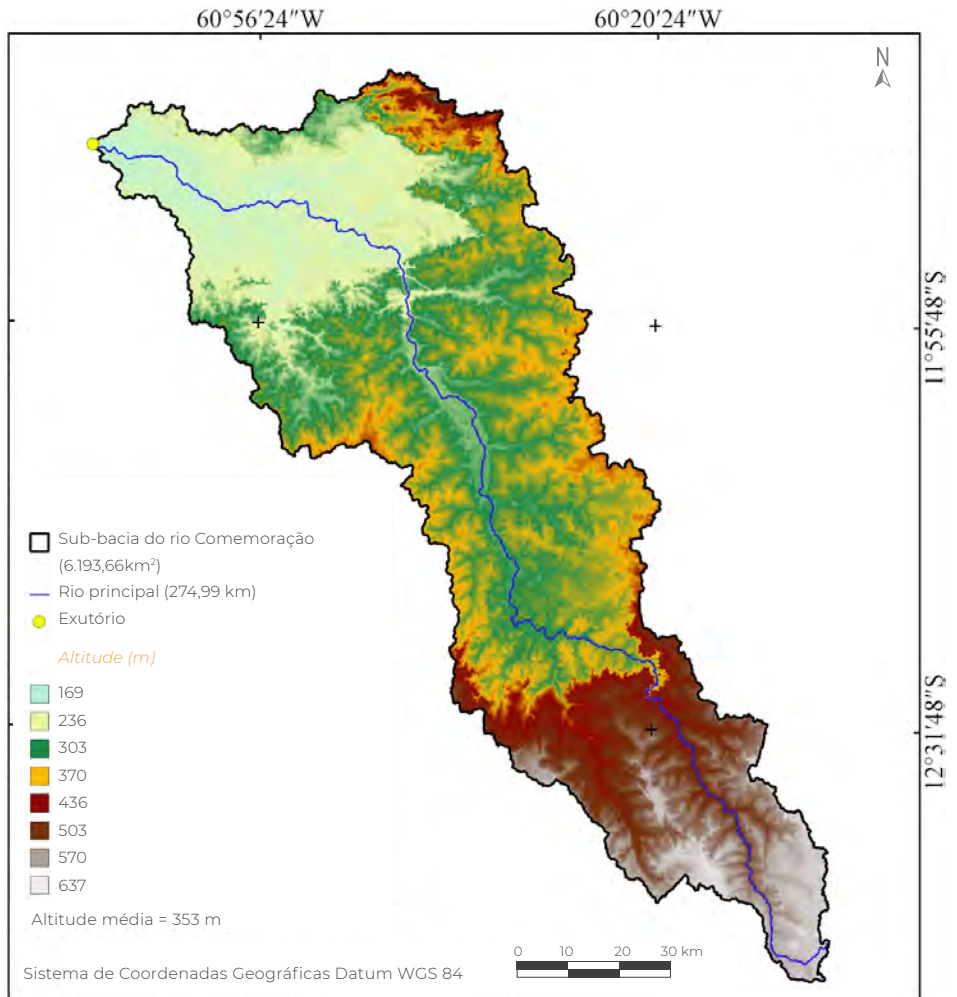 60°56'24"W 60°20'24"W
N
11°55'48"S
Sub-bacia do rio Comemoração
(6.193,66km²)
Rio principal (274,99 km)
Exutório
Altitude (m)
169
236
303
370
436
503
570
637
12°31'48"S
Altitude média = 353 m
0 10 20 30 km
Sistema de Coordenadas Geográficas Datum WGS 84